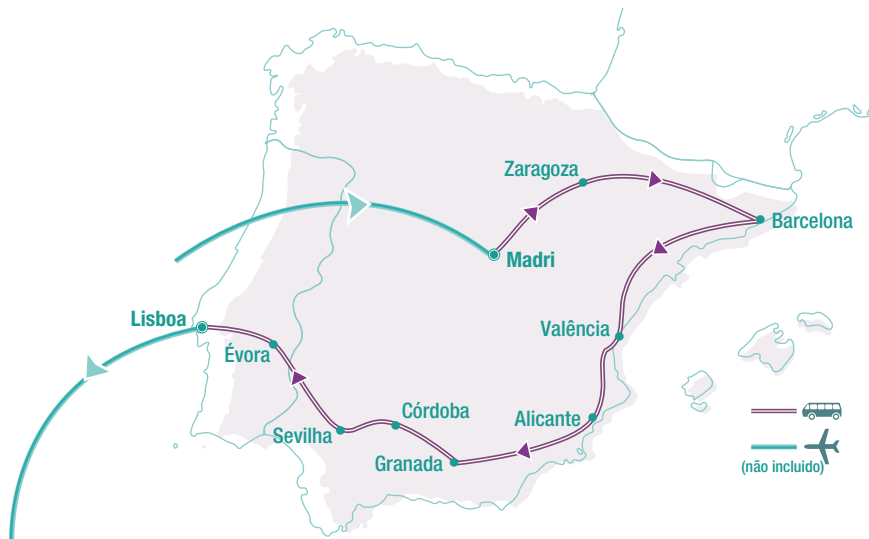 Zaragoza
Barcelona
Madri
Lisboa
Valência
Évora
Córdoba
Alicante
Sevilha
Granada
(não incluido)